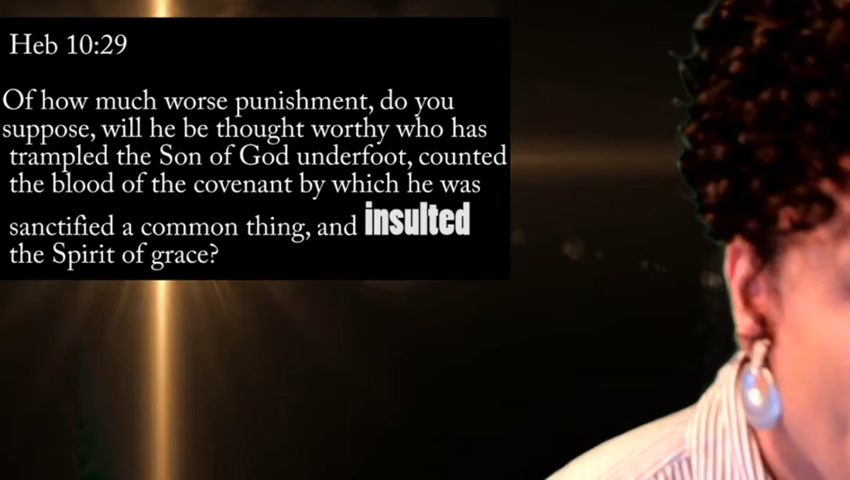 Heb 10:29
Of how much worse punishment, do you
suppose, will he be thought worthy who has
trampled the Son of God underfoot, counted
the blood of the covenant by which he was
sanctified a common thing, and insulted
the Spirit of grace?